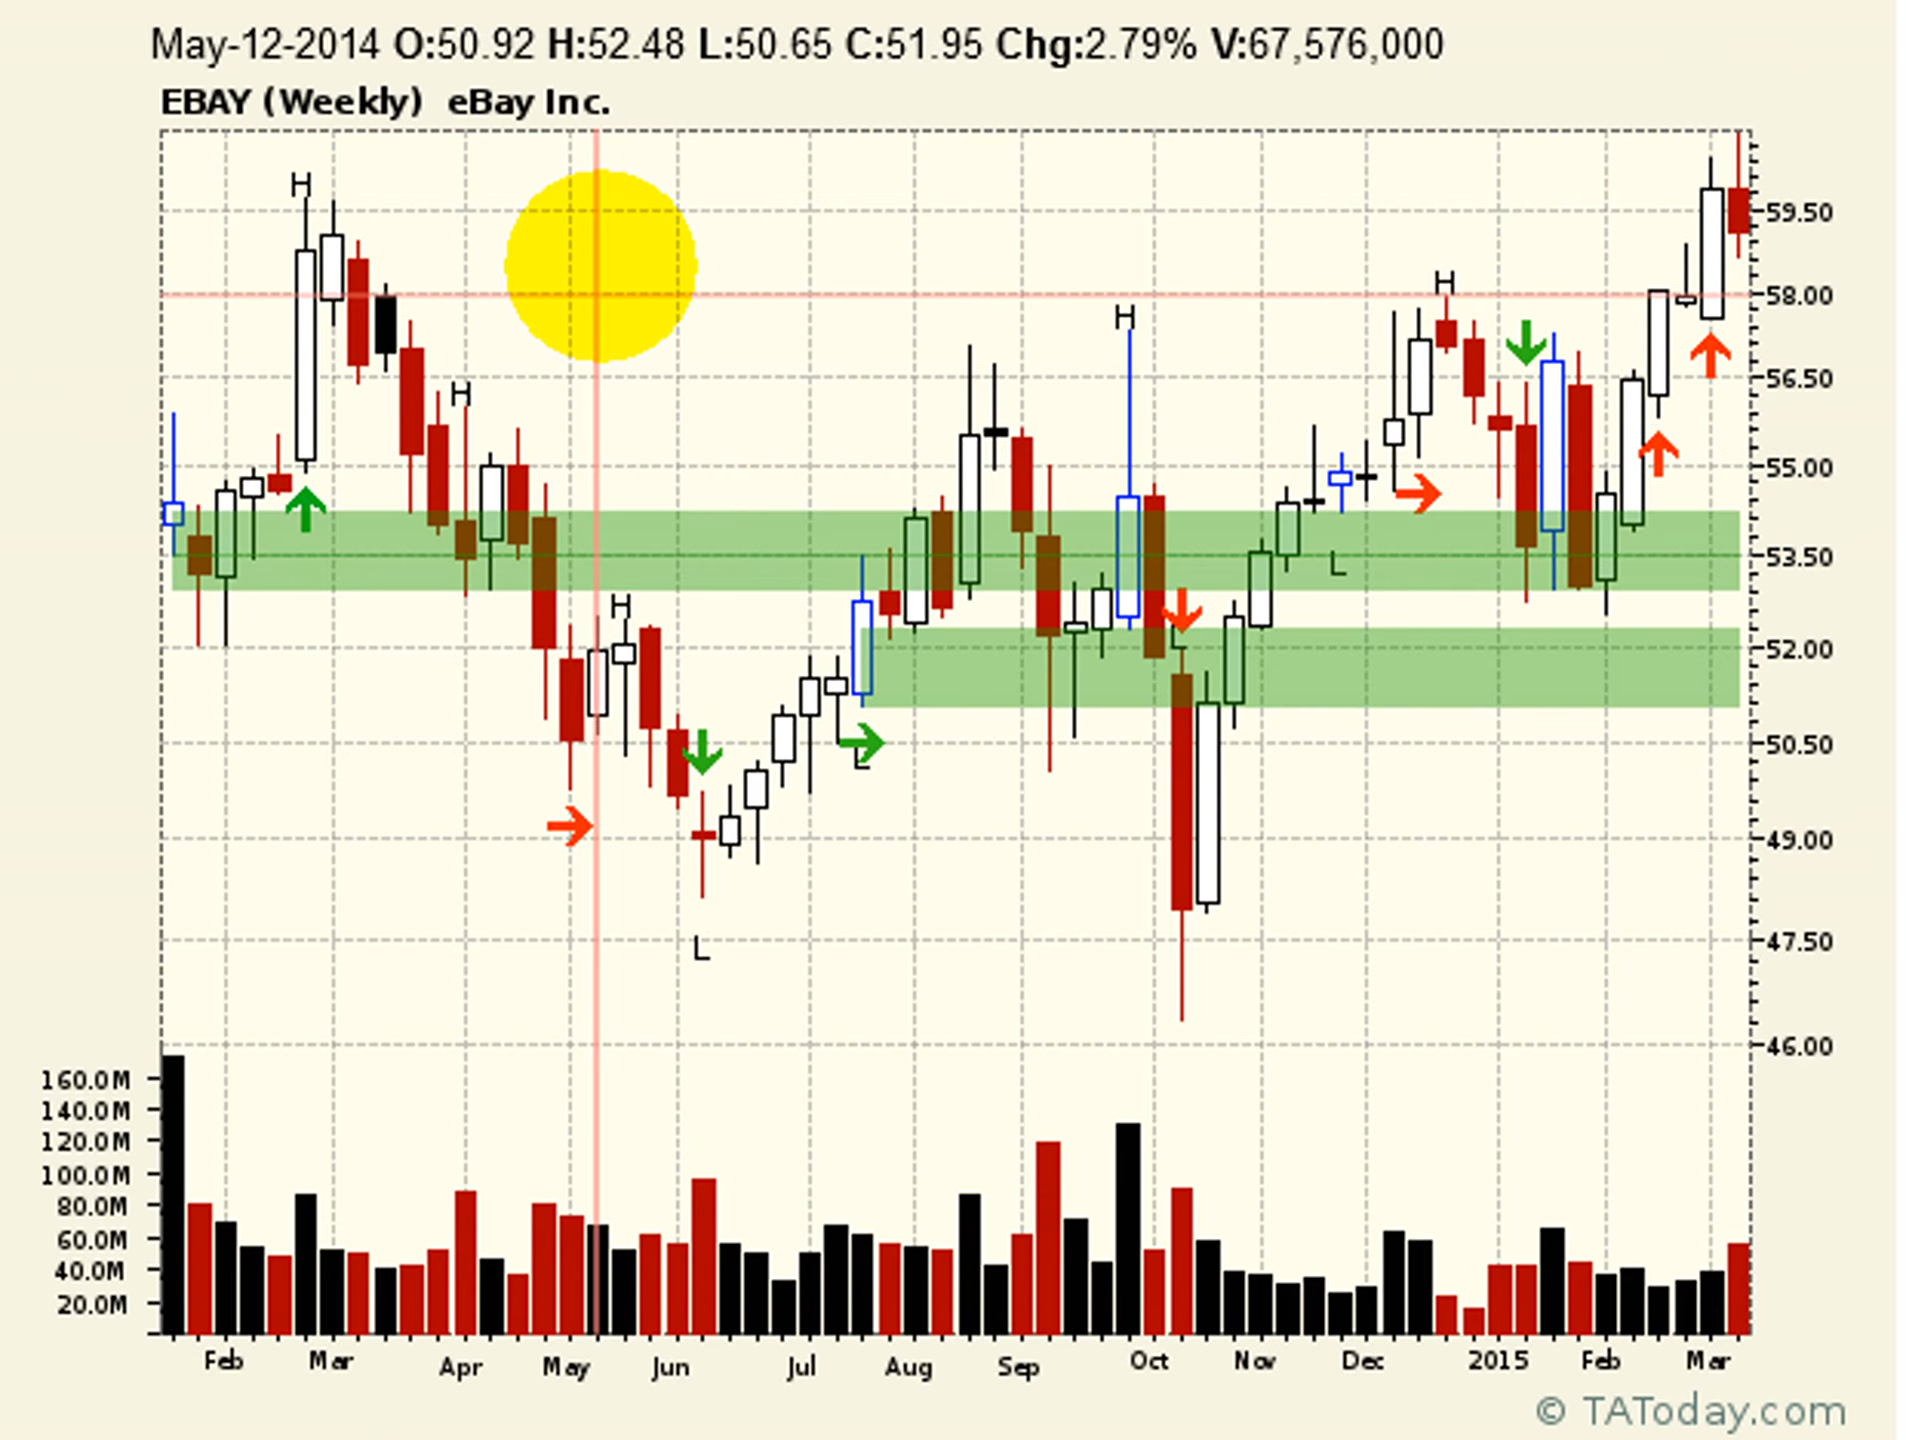 May-12-2014 O:50.92 H:52.48 L:50.65 C:51.95 Chg:2.79% V:67,576,000
EBAY (Weekly) eBay Inc.
H
H
H
H
H
L
L
L
L
59.50
58.00
56.50
55.00
53.50
52.00
50.50
49.00
47.50
46.00
160.0M
140.0M
120.0M
100.0M
80.0M
60.0M
40.0M
20.0M
Feb Mar Apr May Jun Jul Aug Sep Oct Nov Dec 2015 Feb Mar
© TAToday.com